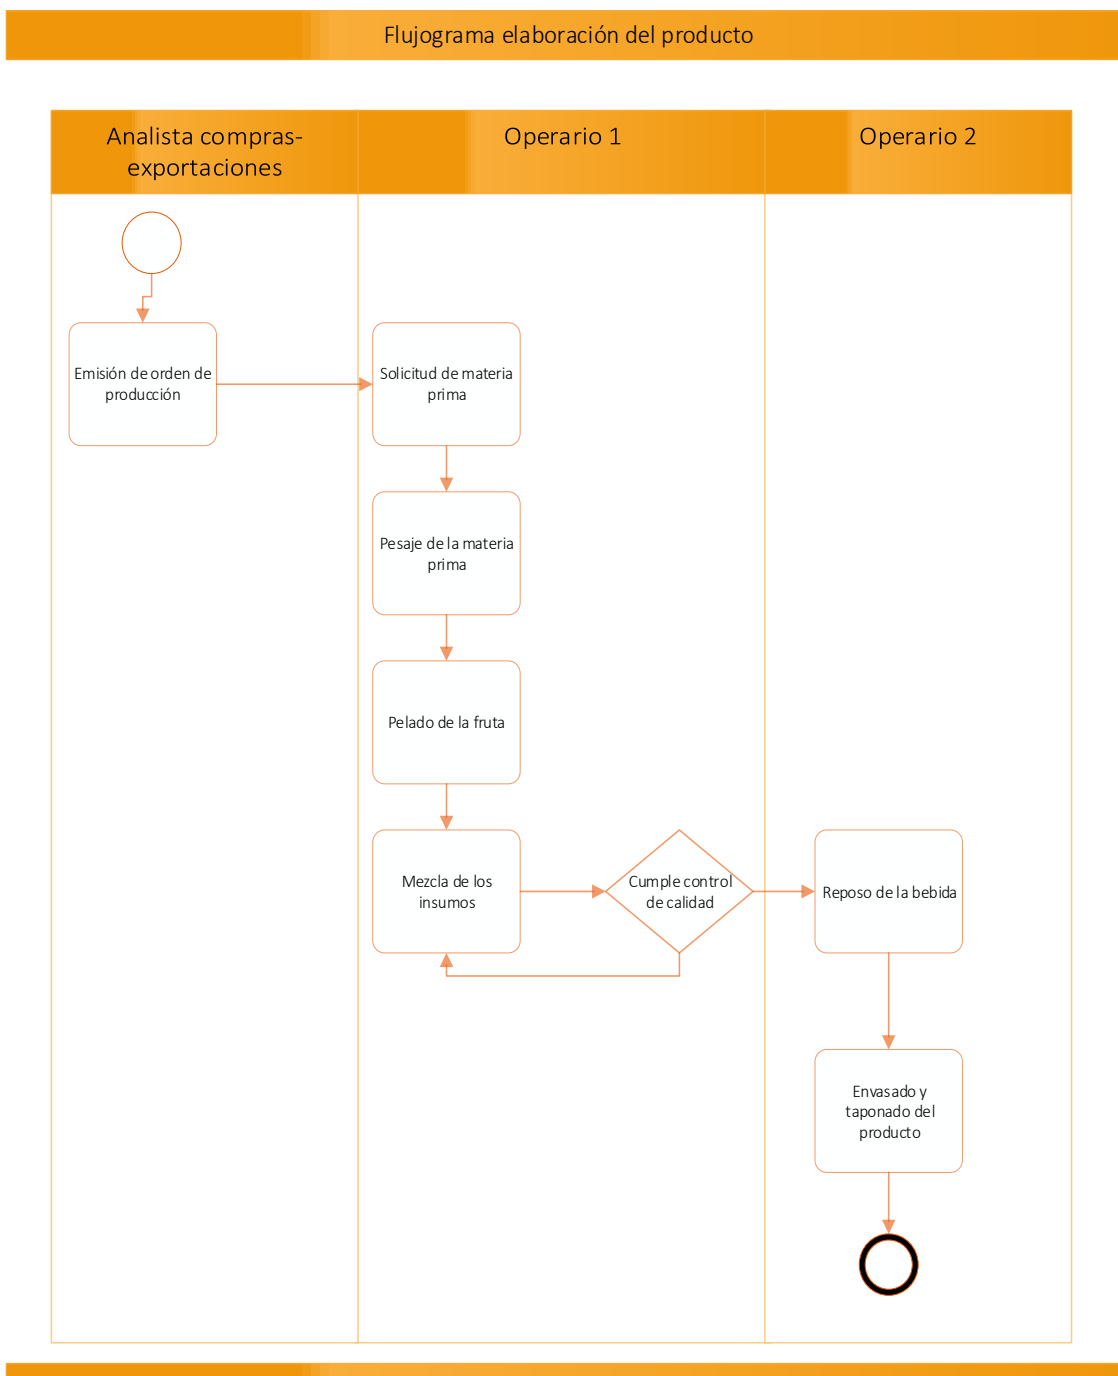 Flujograma elaboración del producto
Analista compras-
exportaciones
Operario 1
Operario 2
Emisión de orden de
producción
Solicitud de materia
prima
Pesaje de la materia
prima
Pelado de la fruta
Mezcla de los
insumos
Cumple control
de calidad
Reposo de la bebida
Envasado y
taponado del
producto